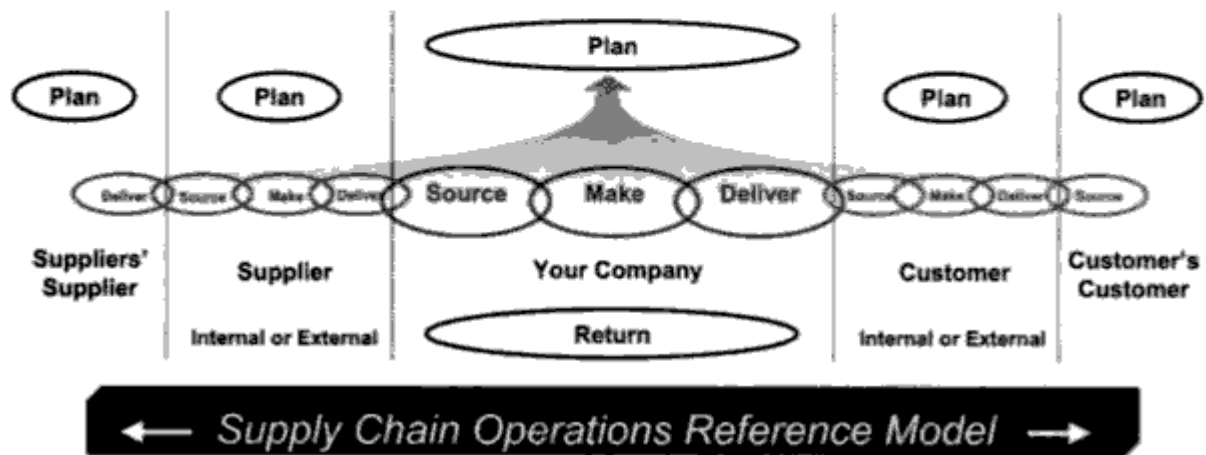 Plan
Plan
Plan
Plan
Plan
Deliver
Source
Make
Deliver
Source
Make
Deliver
Source
Make
Deliver
Source
Suppliers'
Supplier
Supplier
Your Company
Customer
Customer's
Customer
Internal or External
Return
Internal or External
Supply Chain Operations Reference Model